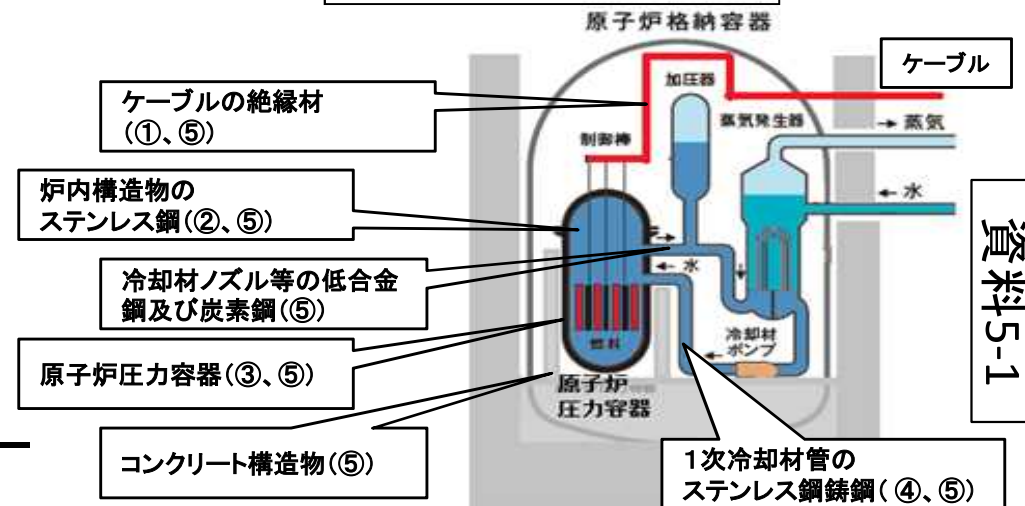 原子炉格納容器
ケーブル
加圧器
ケーブルの絶縁材
(①、⑤)
蒸気発生器
→ 蒸気
制御棒
← 水
炉内構造物の
ステンレス鋼(②、⑤)
資料5-1
← 水
冷却材ノズル等の低合金
鋼及び炭素鋼(⑤)
冷却材
ポンプ
燃料
原子炉圧力容器(③、⑤)
原子炉
圧力容器
コンクリート構造物(⑤)
1次冷却材管の
ステンレス鋼鋳鋼( ④、⑤)